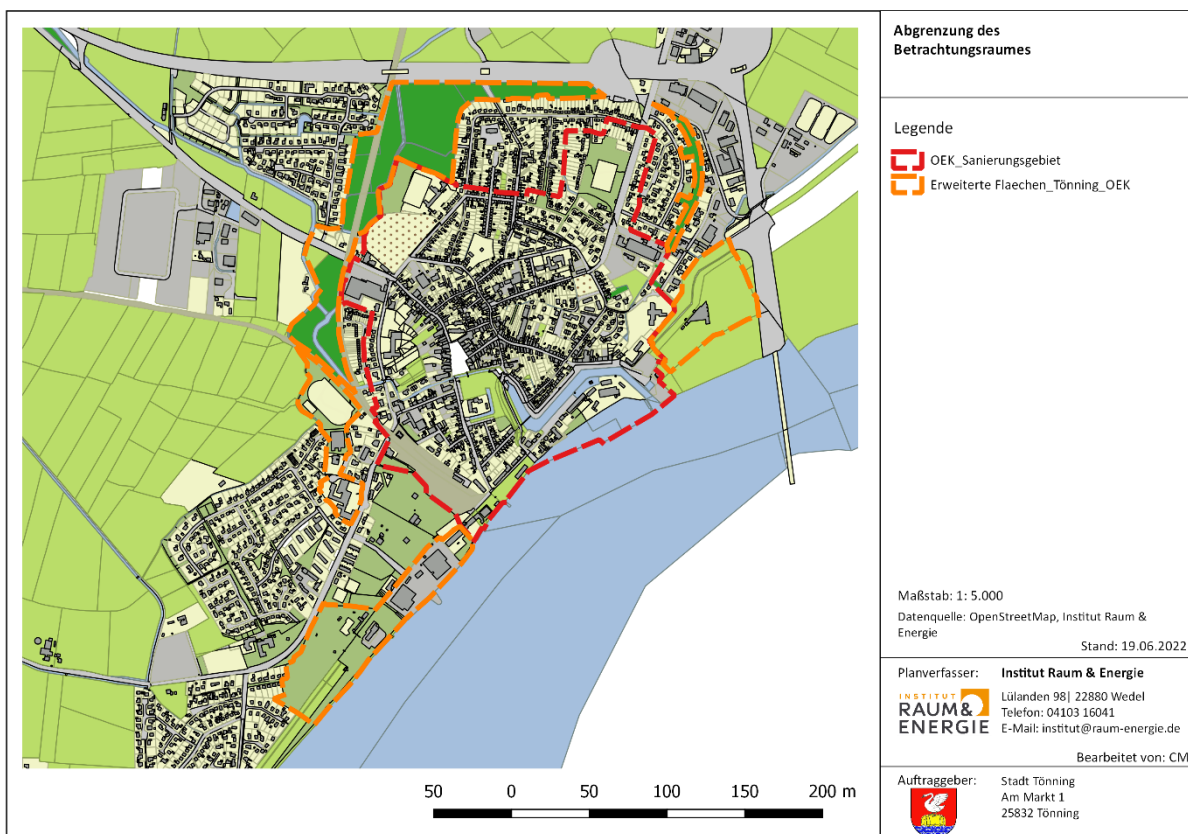 Abgrenzung des
Betrachtungsraumes
Legende
OEK_Sanierungsgebiet
Erweiterte Flaechen_Tönning_OEK
Maßstab: 1: 5.000
Datenquelle: OpenStreetMap, Institut Raum &
Energie
Stand: 19.06.2022
Planverfasser: Institut Raum & Energie
INSTITUT
RAUM&
ENERGIE
Lülanden 98| 22880 Wedel
Telefon: 04103 16041
E-Mail: institut@raum-energie.de
Bearbeitet von: CM
Auftraggeber: Stadt Tönning
Am Markt 1
25832 Tönning
50 0 50 100 150 200 m